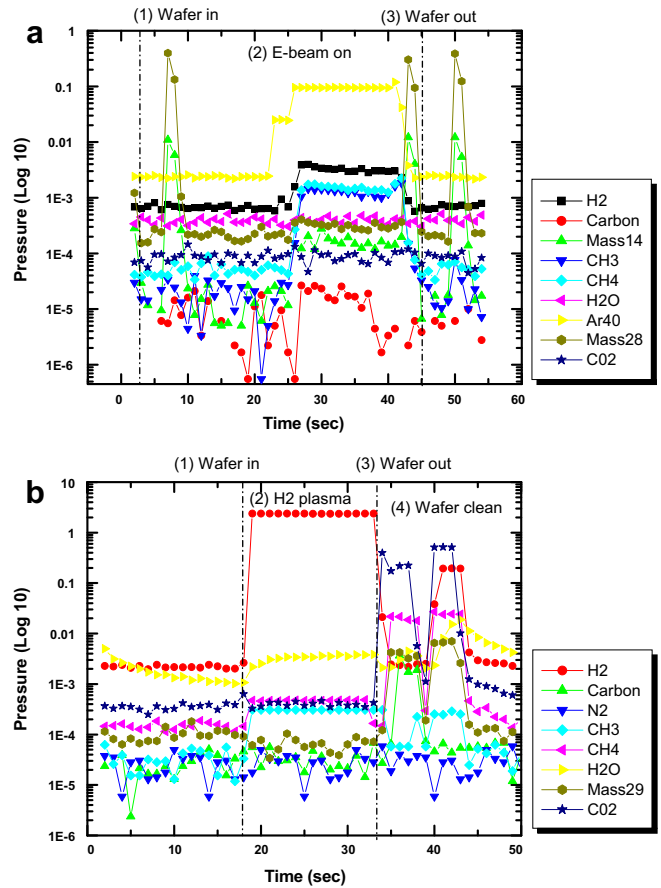 a
(1) Wafer in
(3) Wafer out
(2) E-beam on
Pressure (Log 10)
1
0.1
0.01
1E-3
1E-4
1E-5
1E-6
0
10
20
30
40
50
60
Time (sec)
H2
Carbon
Mass14
CH3
CH4
H2O
Ar40
Mass28
C02
b
(1) Wafer in
(3) Wafer out
(2) H2 plasma
(4) Wafer clean
Pressure (Log 10)
10
1
0.1
0.01
1E-3
1E-4
1E-5
1E-6
0
10
20
30
40
50
Time (sec)
H2
Carbon
N2
CH3
CH4
H2O
Mass29
C02